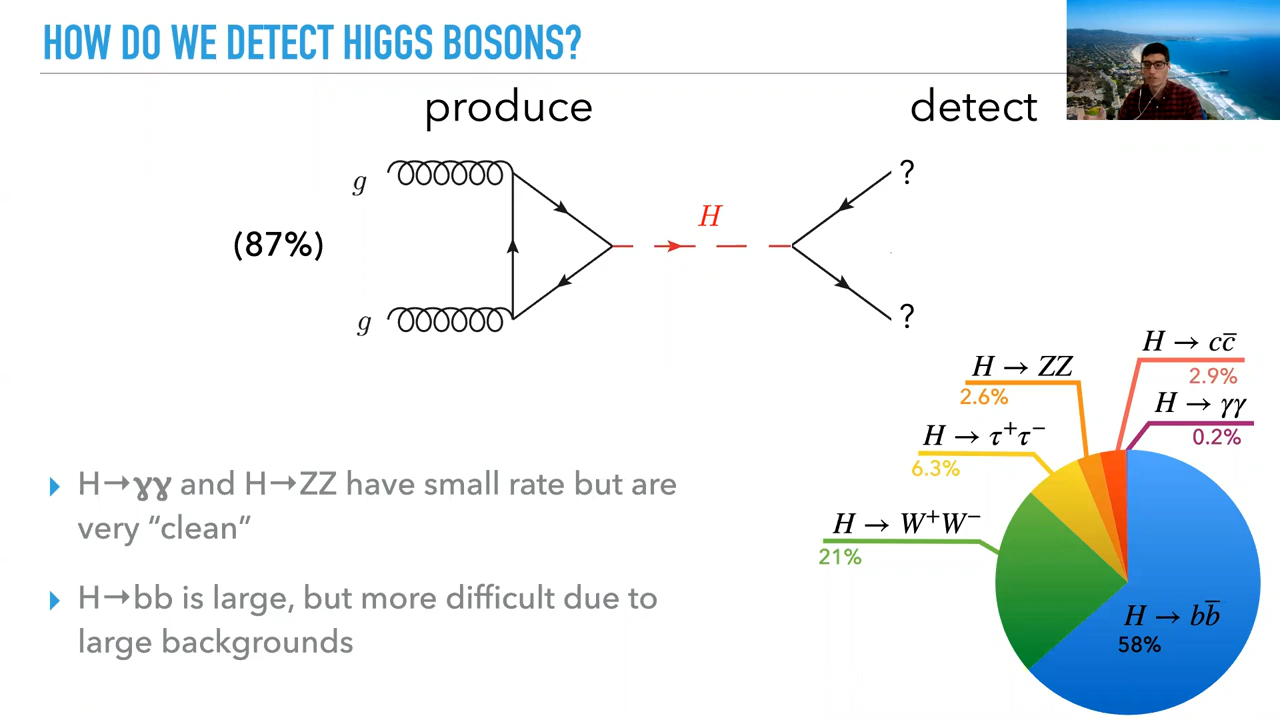 HOW DO WE DETECT HIGGS BOSONS?
produce
detect
g
?
H
(87%)
g
?
H → cc̄
2.9%
H → ZZ
2.6%
H → γγ
0.2%
H → τ⁺τ⁻
6.3%
H → W⁺W⁻
21%
H → bb̄
58%
H→γγ and H→ZZ have small rate but are
very “clean”
H→bb is large, but more difficult due to
large backgrounds